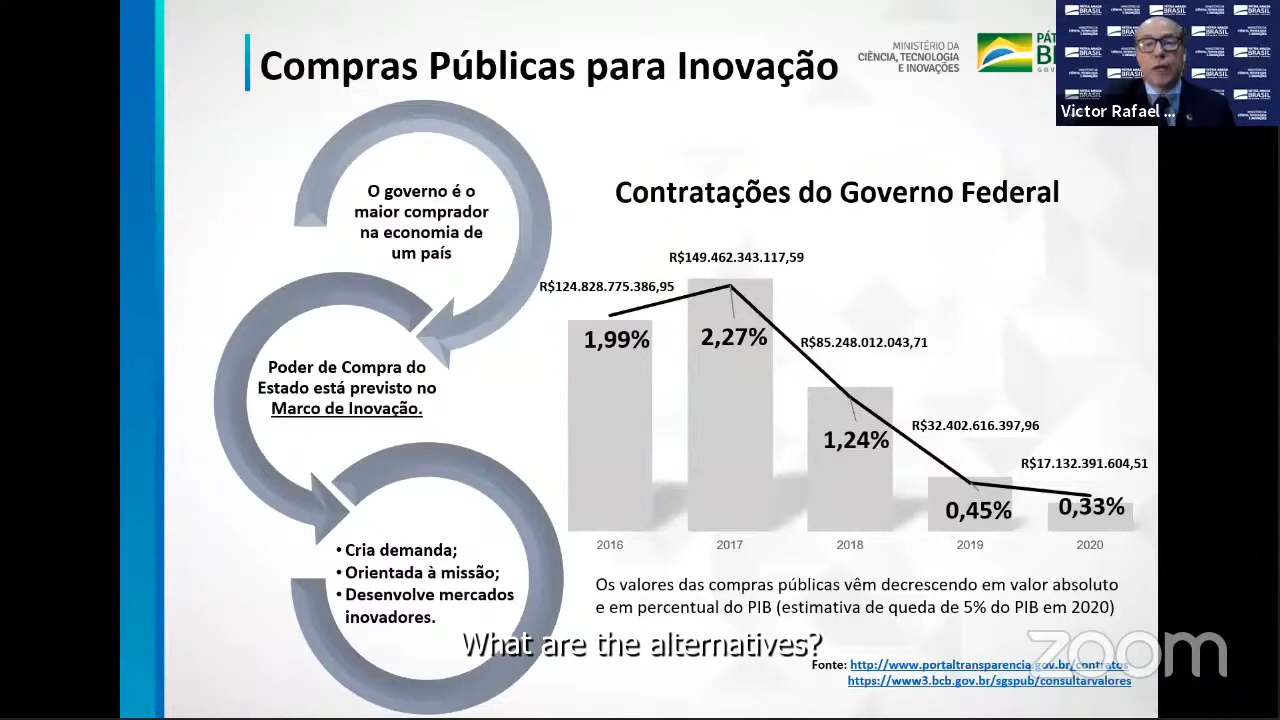 Compras Públicas para Inovação
MINISTÉRIO DA
CIÊNCIA, TECNOLOGIA
E INOVAÇÕES
Victor Rafael ...
O governo é o
maior comprador
na economia de
um país
Poder de Compra do
Estado está previsto no
Marco de Inovação.
• Cria demanda;
• Orientada à missão;
• Desenvolve mercados
inovadores.
Contratações do Governo Federal
R$149.462.343.117,59
R$124.828.775.386,95
1,99%
2,27%
R$85.248.012.043,71
1,24%
R$32.402.616.397,96
R$17.132.391.604,51
0,45%
0,33%
2016 2017 2018 2019 2020
Os valores das compras públicas vêm decrescendo em valor absoluto
e em percentual do PIB (estimativa de queda de 5% do PIB em 2020)
What are the alternatives?
zoom
Fonte: http://www.portaltransparencia.gov.br/contratos
https://www3.bcb.gov.br/sgspub/consultarvalores